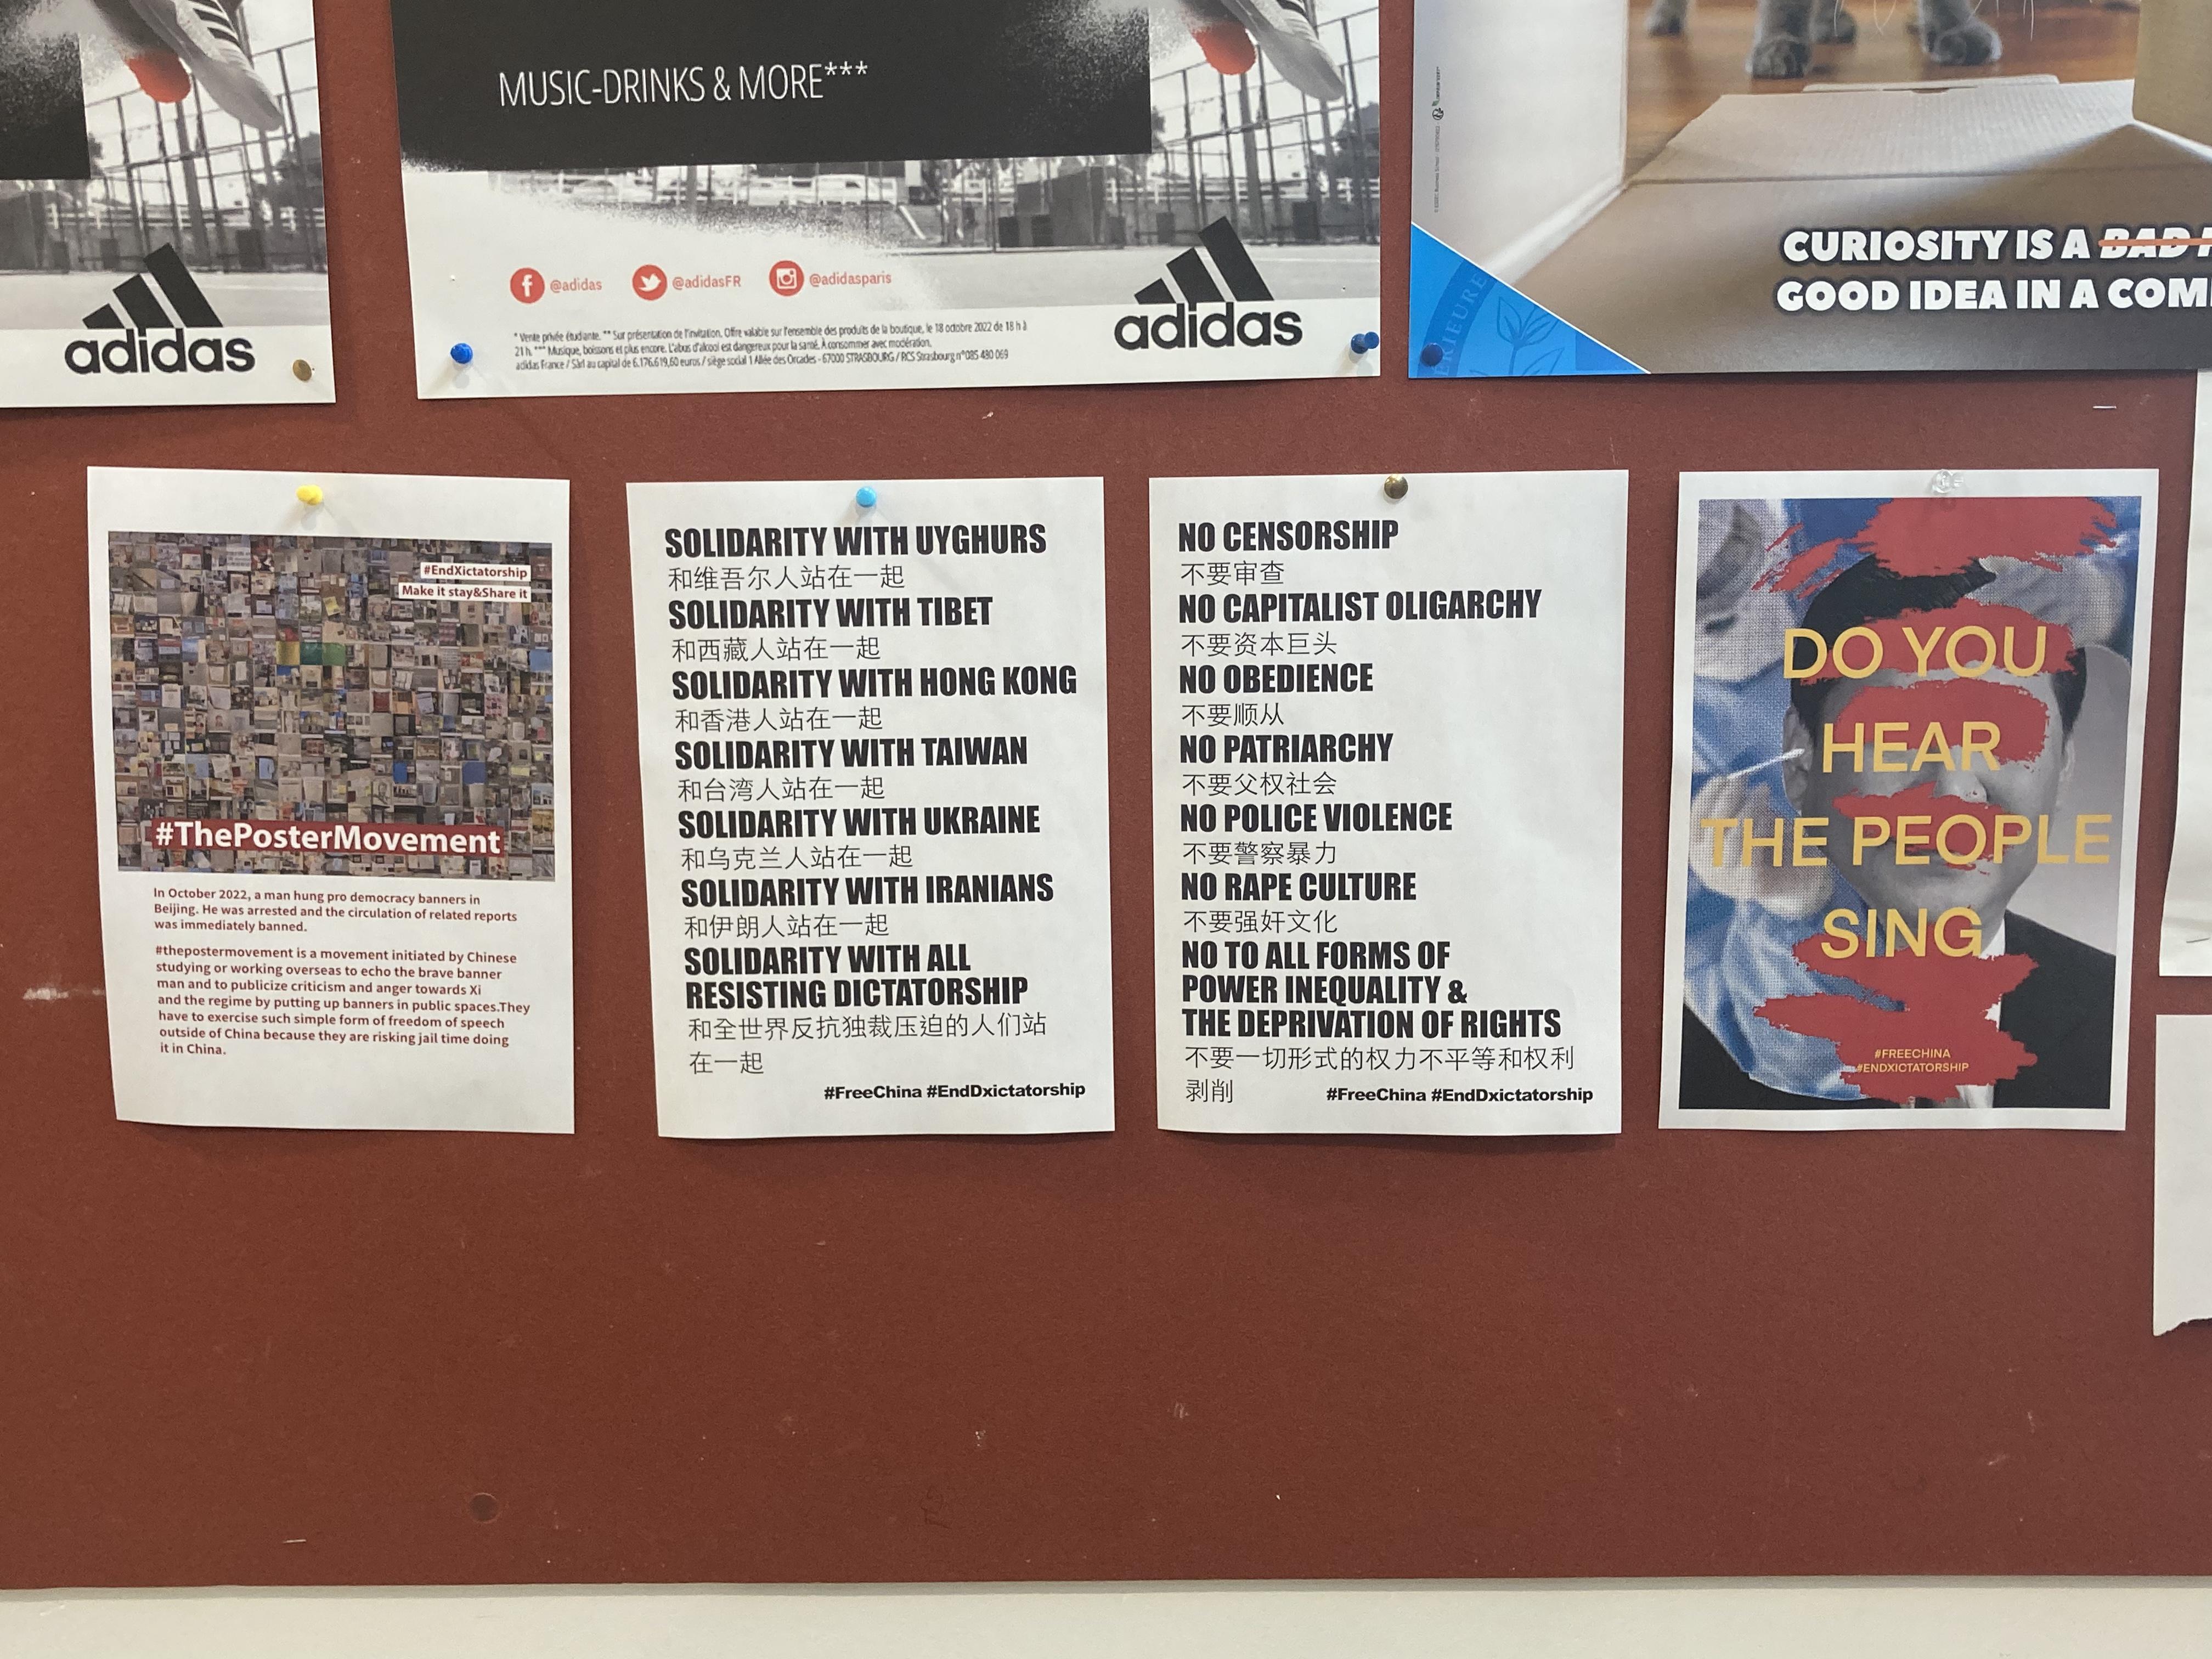 MUSIC-DRINKS & MORE***
@adidas
@adidasFR
@adidasparis
adidas
adidas
* Vente privée étudiante. ** Sur présentation de l'invitation. Offre valable sur l'ensemble des produits de la boutique, le 18 octobre 2022 de 18 h à
21 h. *** Musique, boissons et plus encore. L'abus d'alcool est dangereux pour la santé. À consommer avec modération.
adidas France / Sàrl au capital de 6.176.619,60 euros / siège social 1 Allée des Orcades - 67000 STRASBOURG / RCS Strasbourg n°085 480 069
CURIOSITY IS A BAD
GOOD IDEA IN A COM
#EndXictatorship
Make it stay&Share it
#ThePosterMovement
In October 2022, a man hung pro democracy banners in
Beijing. He was arrested and the circulation of related reports
was immediately banned.
#thepostermovement is a movement initiated by Chinese
studying or working overseas to echo the brave banner
man and to publicize criticism and anger towards Xi
and the regime by putting up banners in public spaces.They
have to exercise such simple form of freedom of speech
outside of China because they are risking jail time doing
it in China.
SOLIDARITY WITH UYGHURS
和维吾尔人站在一起
SOLIDARITY WITH TIBET
和西藏人站在一起
SOLIDARITY WITH HONG KONG
和香港人站在一起
SOLIDARITY WITH TAIWAN
和台湾人站在一起
SOLIDARITY WITH UKRAINE
和乌克兰人站在一起
SOLIDARITY WITH IRANIANS
和伊朗人站在一起
SOLIDARITY WITH ALL
RESISTING DICTATORSHIP
和全世界反抗独裁压迫的人们站
在一起
#FreeChina #EndDxictatorship
NO CENSORSHIP
不要审查
NO CAPITALIST OLIGARCHY
不要资本巨头
NO OBEDIENCE
不要顺从
NO PATRIARCHY
不要父权社会
NO POLICE VIOLENCE
不要警察暴力
NO RAPE CULTURE
不要强奸文化
NO TO ALL FORMS OF
POWER INEQUALITY &
THE DEPRIVATION OF RIGHTS
不要一切形式的权力不平等和权利
剥削
#FreeChina #EndDxictatorship
DO YOU
HEAR
THE PEOPLE
SING
#FREECHINA
#ENDXICTATORSHIP